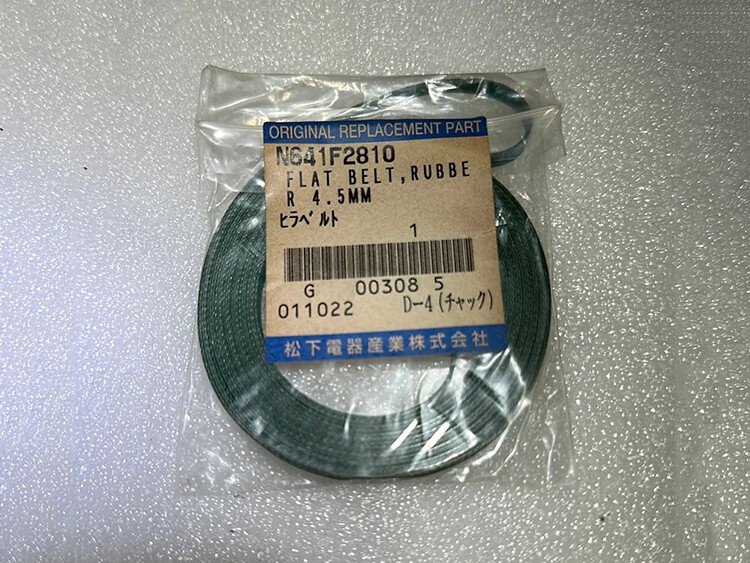 ORIGINAL REPLACEMENT PART
N641F2810
FLAT BELT,RUBBE
R 4.5MM
ヒラベルト
1
G 00308 5
011022 D-4(チャック)
松下電器産業株式会社